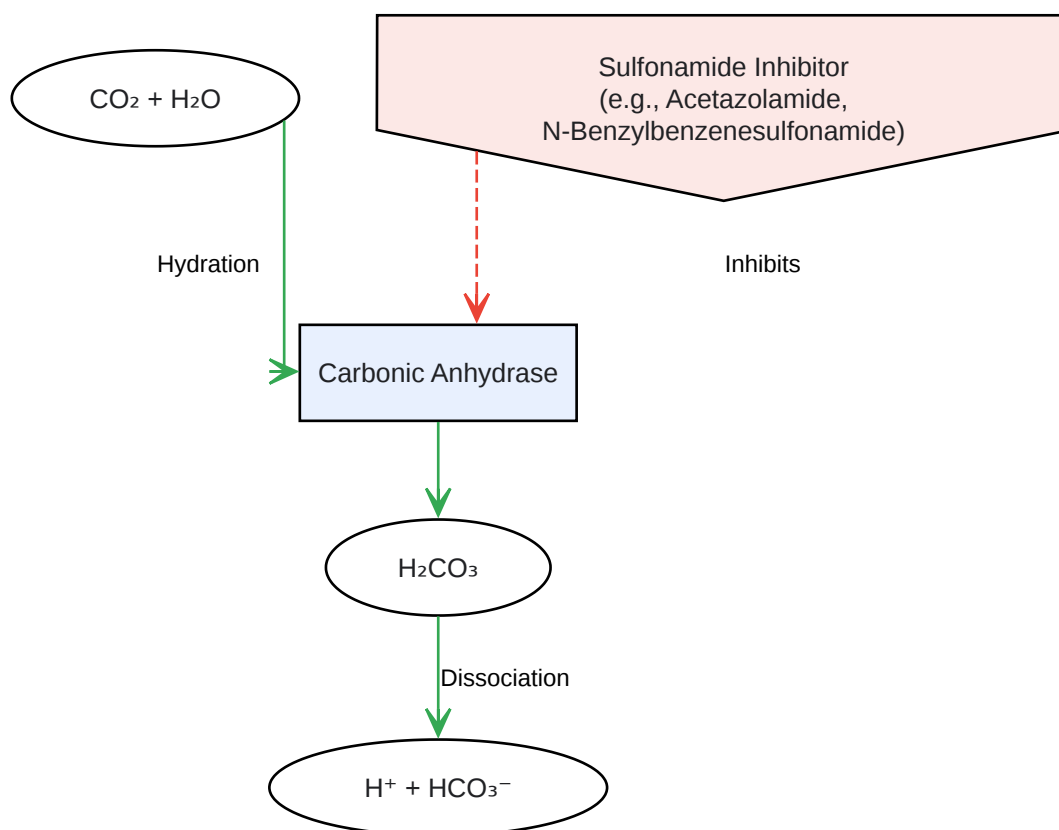 CO₂ + H₂O
Sulfonamide Inhibitor
(e.g., Acetazolamide,
N-Benzylbenzenesulfonamide)
Hydration
Inhibits
Carbonic Anhydrase
H₂CO₃
Dissociation
H⁺ + HCO₃⁻